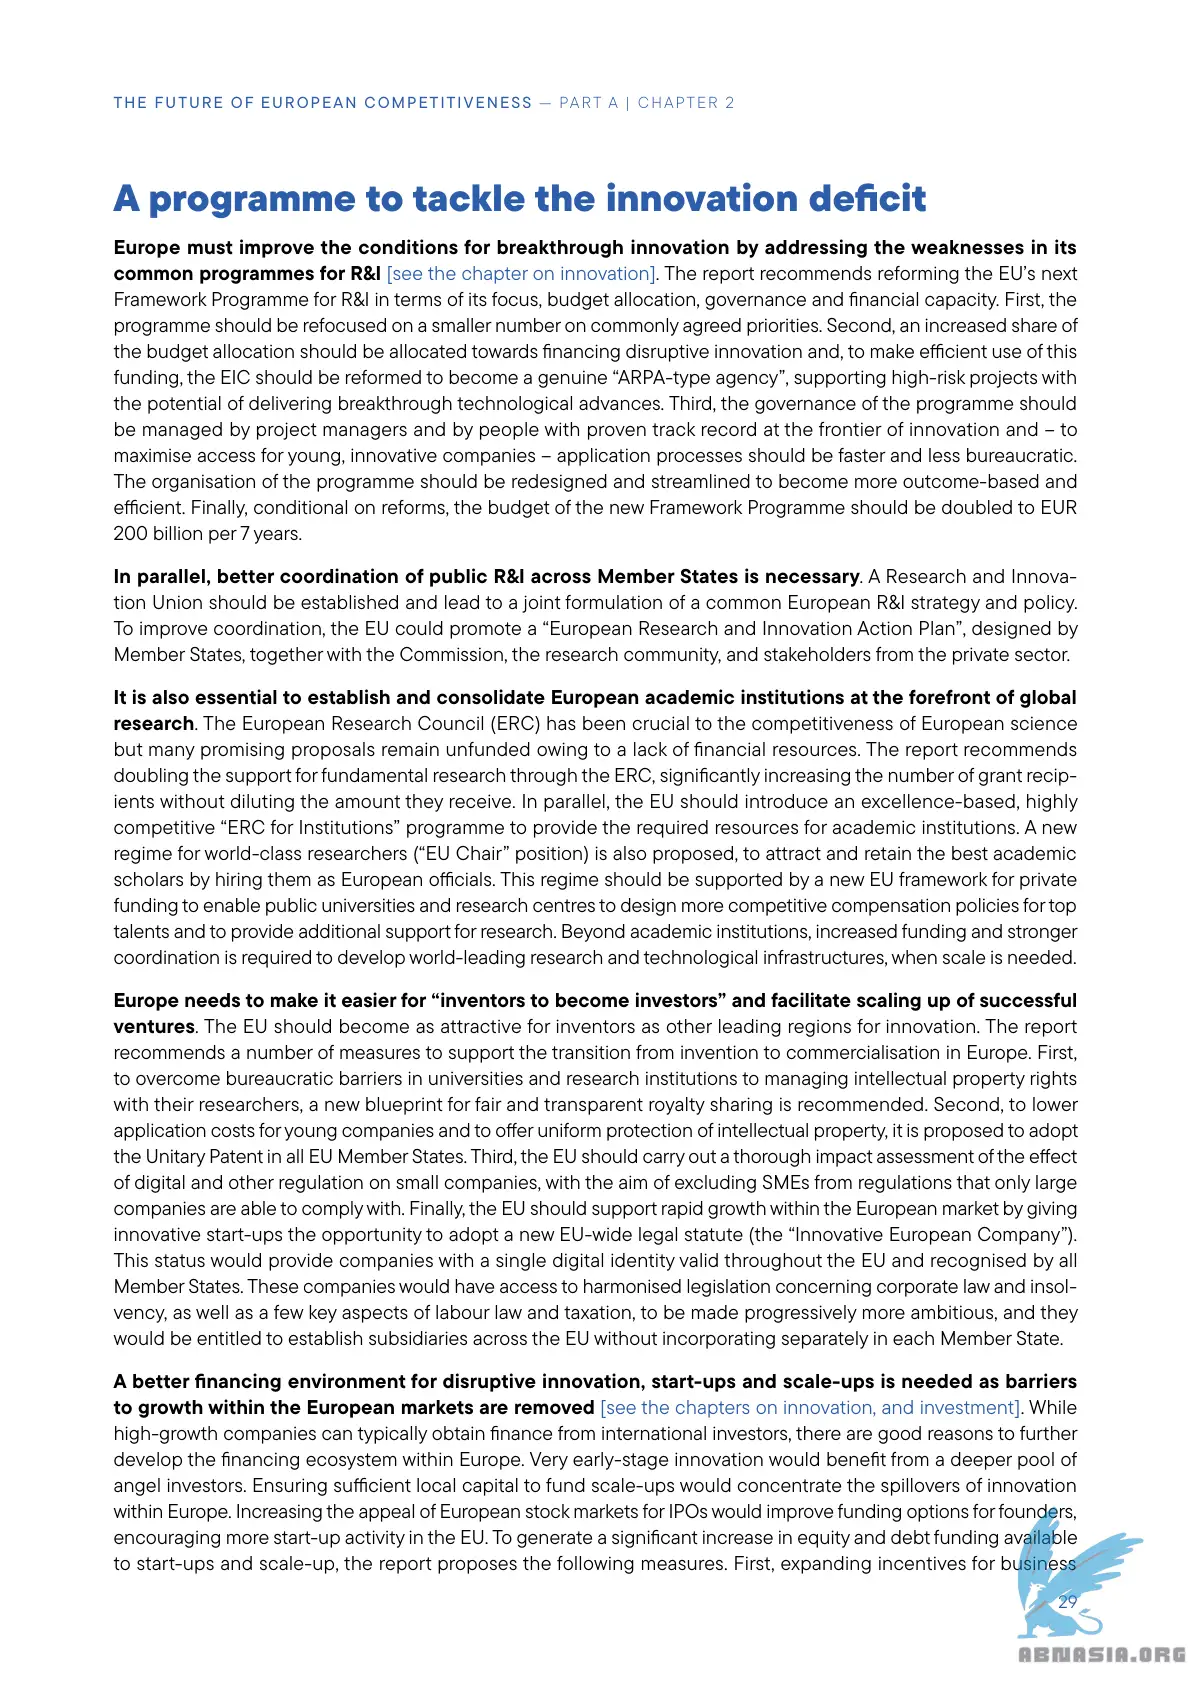 THE FUTURE OF EUROPEAN COMPETITIVENESS — PART A | CHAPTER 2
A programme to tackle the innovation deficit
Europe must improve the conditions for breakthrough innovation by addressing the weaknesses in its
common programmes for R&I [see the chapter on innovation]. The report recommends reforming the EU’s next
Framework Programme for R&I in terms of its focus, budget allocation, governance and financial capacity. First, the
programme should be refocused on a smaller number on commonly agreed priorities. Second, an increased share of
the budget allocation should be allocated towards financing disruptive innovation and, to make efficient use of this
funding, the EIC should be reformed to become a genuine “ARPA-type agency”, supporting high-risk projects with
the potential of delivering breakthrough technological advances. Third, the governance of the programme should
be managed by project managers and by people with proven track record at the frontier of innovation and – to
maximise access for young, innovative companies – application processes should be faster and less bureaucratic.
The organisation of the programme should be redesigned and streamlined to become more outcome-based and
efficient. Finally, conditional on reforms, the budget of the new Framework Programme should be doubled to EUR
200 billion per 7 years.
In parallel, better coordination of public R&I across Member States is necessary. A Research and Innova-
tion Union should be established and lead to a joint formulation of a common European R&I strategy and policy.
To improve coordination, the EU could promote a “European Research and Innovation Action Plan”, designed by
Member States, together with the Commission, the research community, and stakeholders from the private sector.
It is also essential to establish and consolidate European academic institutions at the forefront of global
research. The European Research Council (ERC) has been crucial to the competitiveness of European science
but many promising proposals remain unfunded owing to a lack of financial resources. The report recommends
doubling the support for fundamental research through the ERC, significantly increasing the number of grant recip-
ients without diluting the amount they receive. In parallel, the EU should introduce an excellence-based, highly
competitive “ERC for Institutions” programme to provide the required resources for academic institutions. A new
regime for world-class researchers (“EU Chair” position) is also proposed, to attract and retain the best academic
scholars by hiring them as European officials. This regime should be supported by a new EU framework for private
funding to enable public universities and research centres to design more competitive compensation policies for top
talents and to provide additional support for research. Beyond academic institutions, increased funding and stronger
coordination is required to develop world-leading research and technological infrastructures, when scale is needed.
Europe needs to make it easier for “inventors to become investors” and facilitate scaling up of successful
ventures. The EU should become as attractive for inventors as other leading regions for innovation. The report
recommends a number of measures to support the transition from invention to commercialisation in Europe. First,
to overcome bureaucratic barriers in universities and research institutions to managing intellectual property rights
with their researchers, a new blueprint for fair and transparent royalty sharing is recommended. Second, to lower
application costs for young companies and to offer uniform protection of intellectual property, it is proposed to adopt
the Unitary Patent in all EU Member States. Third, the EU should carry out a thorough impact assessment of the effect
of digital and other regulation on small companies, with the aim of excluding SMEs from regulations that only large
companies are able to comply with. Finally, the EU should support rapid growth within the European market by giving
innovative start-ups the opportunity to adopt a new EU-wide legal statute (the “Innovative European Company”).
This status would provide companies with a single digital identity valid throughout the EU and recognised by all
Member States. These companies would have access to harmonised legislation concerning corporate law and insol-
vency, as well as a few key aspects of labour law and taxation, to be made progressively more ambitious, and they
would be entitled to establish subsidiaries across the EU without incorporating separately in each Member State.
A better financing environment for disruptive innovation, start-ups and scale-ups is needed as barriers
to growth within the European markets are removed [see the chapters on innovation, and investment]. While
high-growth companies can typically obtain finance from international investors, there are good reasons to further
develop the financing ecosystem within Europe. Very early-stage innovation would benefit from a deeper pool of
angel investors. Ensuring sufficient local capital to fund scale-ups would concentrate the spillovers of innovation
within Europe. Increasing the appeal of European stock markets for IPOs would improve funding options for founders,
encouraging more start-up activity in the EU. To generate a significant increase in equity and debt funding available
to start-ups and scale-up, the report proposes the following measures. First, expanding incentives for business
29
ABNASIA.ORG